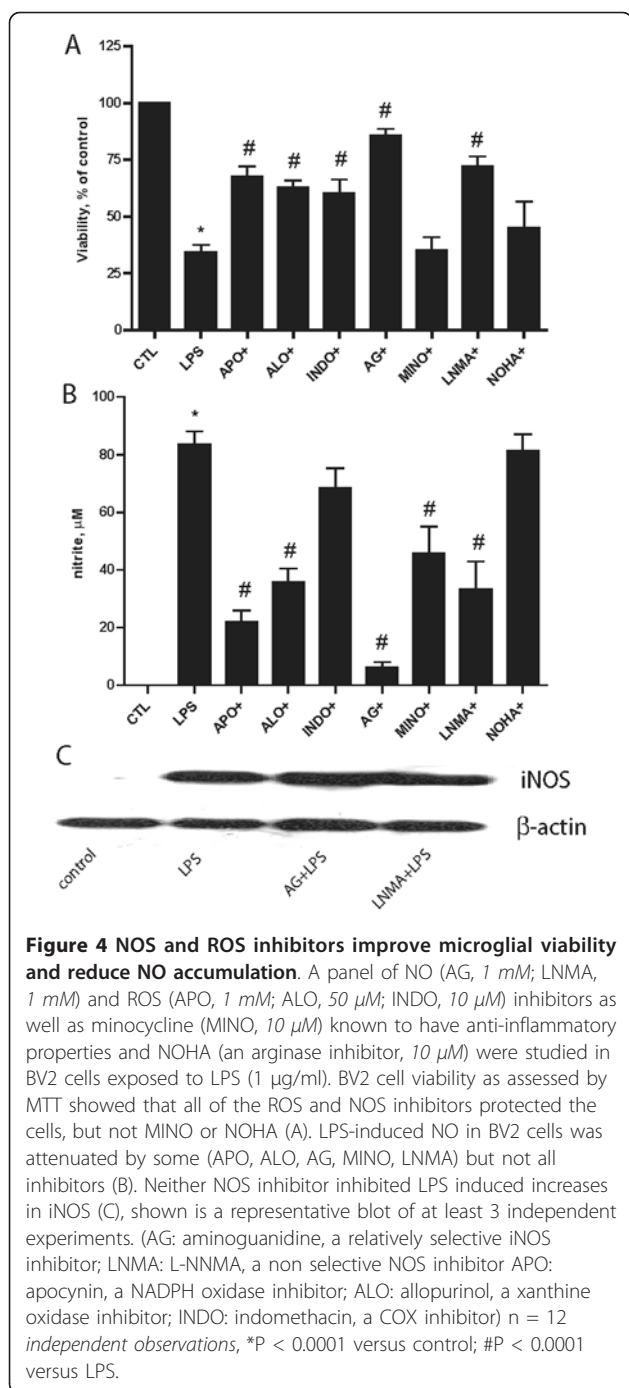 A
125
100
75
50
25
0
Viability, % of control
*
#
#
#
#
#
CTL
LPS
APO+
ALO+
INDO+
AG+
MINO+
LNMA+
NOHA+
B
100
80
60
40
20
0
nitrite, µM
*
#
#
#
#
#
CTL
LPS
APO+
ALO+
INDO+
AG+
MINO+
LNMA+
NOHA+
C
iNOS
β-actin
control
LPS
AG+LPS
LNMA+LPS
Figure 4 NOS and ROS inhibitors improve microglial viability
and reduce NO accumulation. A panel of NO (AG, 1 mM; LNMA,
1 mM) and ROS (APO, 1 mM; ALO, 50 µM; INDO, 10 µM) inhibitors as
well as minocycline (MINO, 10 µM) known to have anti-inflammatory
properties and NOHA (an arginase inhibitor, 10 µM) were studied in
BV2 cells exposed to LPS (1 µg/ml). BV2 cell viability as assessed by
MTT showed that all of the ROS and NOS inhibitors protected the
cells, but not MINO or NOHA (A). LPS-induced NO in BV2 cells was
attenuated by some (APO, ALO, AG, MINO, LNMA) but not all
inhibitors (B). Neither NOS inhibitor inhibited LPS induced increases
in iNOS (C), shown is a representative blot of at least 3 independent
experiments. (AG: aminoguanidine, a relatively selective iNOS
inhibitor; LNMA: L-NNMA, a non selective NOS inhibitor APO:
apocynin, a NADPH oxidase inhibitor; ALO: allopurinol, a xanthine
oxidase inhibitor; INDO: indomethacin, a COX inhibitor) n = 12
independent observations, *P < 0.0001 versus control; #P < 0.0001
versus LPS.